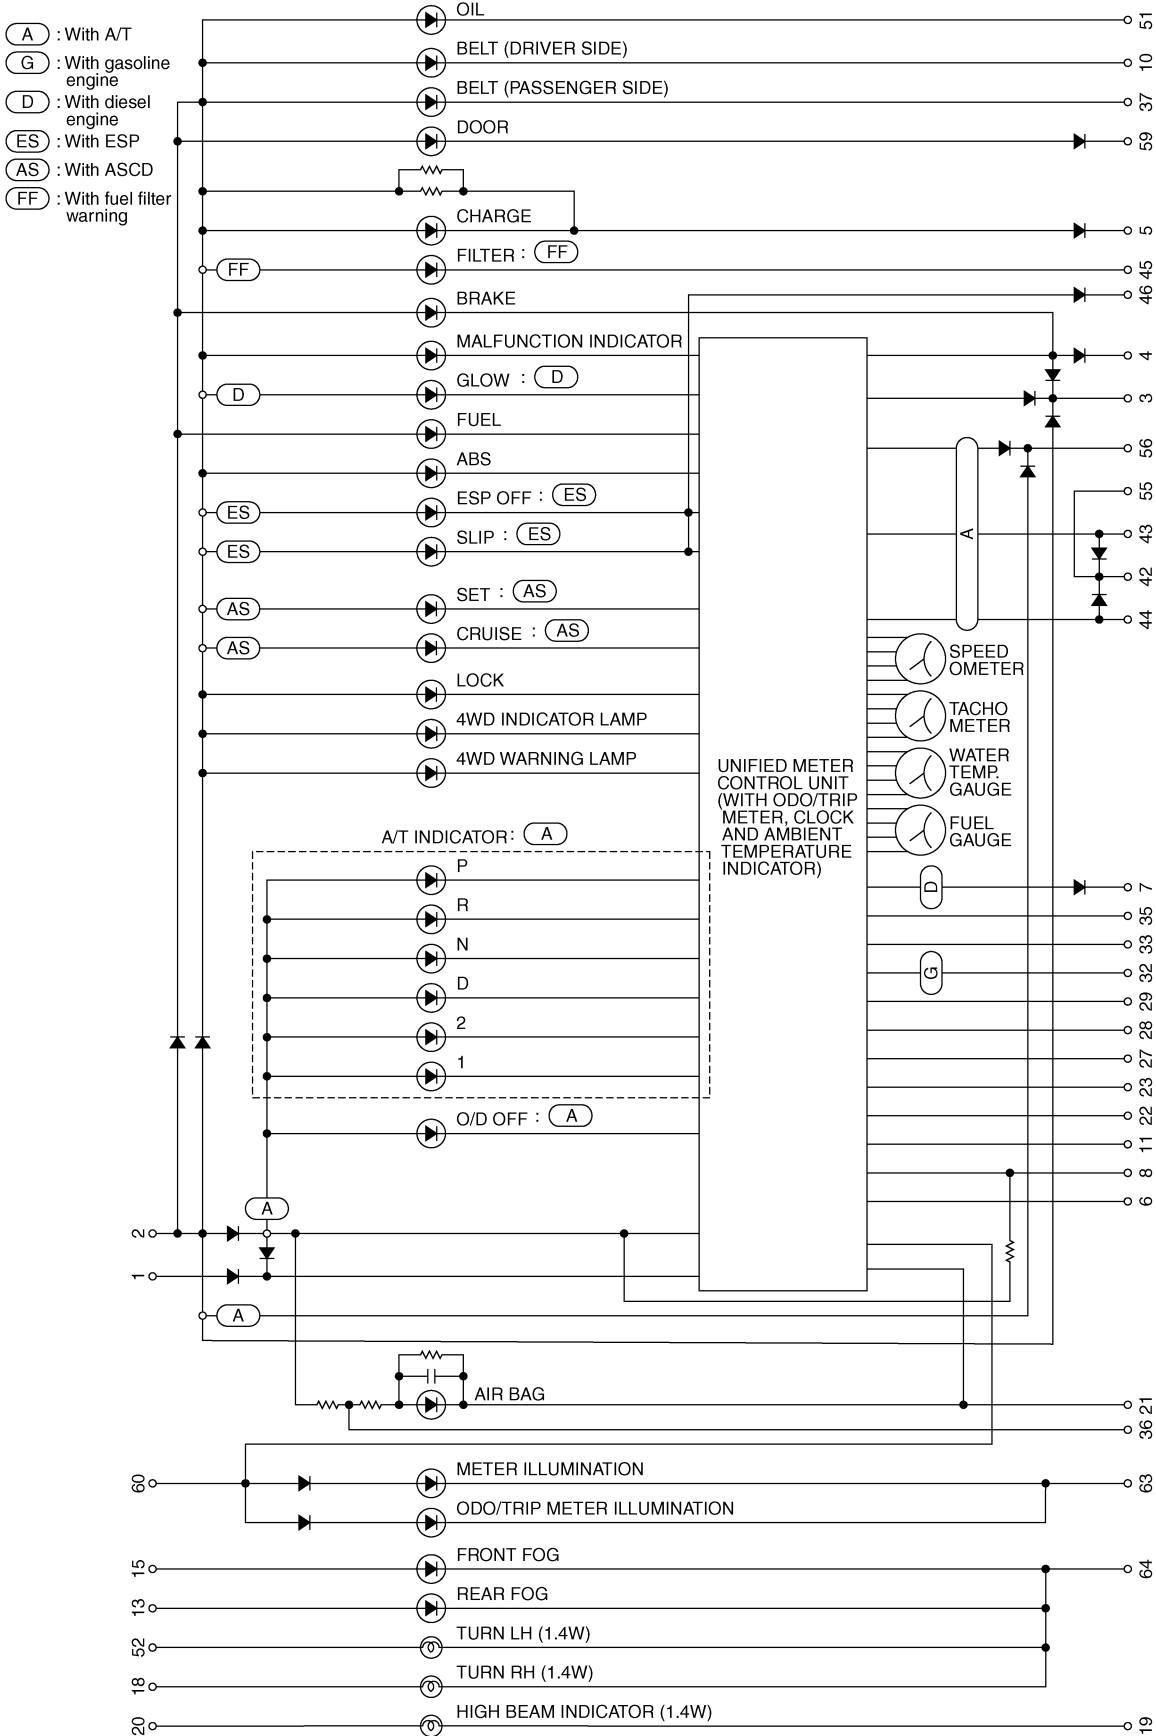 OIL
51
A : With A/T
BELT (DRIVER SIDE)
10
G : With gasoline
engine
BELT (PASSENGER SIDE)
37
D : With diesel
engine
DOOR
59
ES : With ESP
AS : With ASCD
FF : With fuel filter
warning
CHARGE
5
FILTER : FF
FF
45
46
BRAKE
MALFUNCTION INDICATOR
4
GLOW : D
D
3
FUEL
56
ABS
55
ESP OFF : ES
ES
A
43
SLIP : ES
ES
42
SET : AS
AS
44
CRUISE : AS
AS
SPEED
OMETER
LOCK
4WD INDICATOR LAMP
TACHO
METER
4WD WARNING LAMP
WATER
TEMP.
GAUGE
UNIFIED METER
CONTROL UNIT
(WITH ODO/TRIP
METER, CLOCK
AND AMBIENT
TEMPERATURE
INDICATOR)
FUEL
GAUGE
A/T INDICATOR: A
P
D
7
R
35
N
33
D
G
32
29
2
28
1
27
23
O/D OFF : A
22
11
8
A
6
2
1
A
AIR BAG
21
36
60
METER ILLUMINATION
63
ODO/TRIP METER ILLUMINATION
15
FRONT FOG
64
13
REAR FOG
52
TURN LH (1.4W)
18
TURN RH (1.4W)
20
HIGH BEAM INDICATOR (1.4W)
19